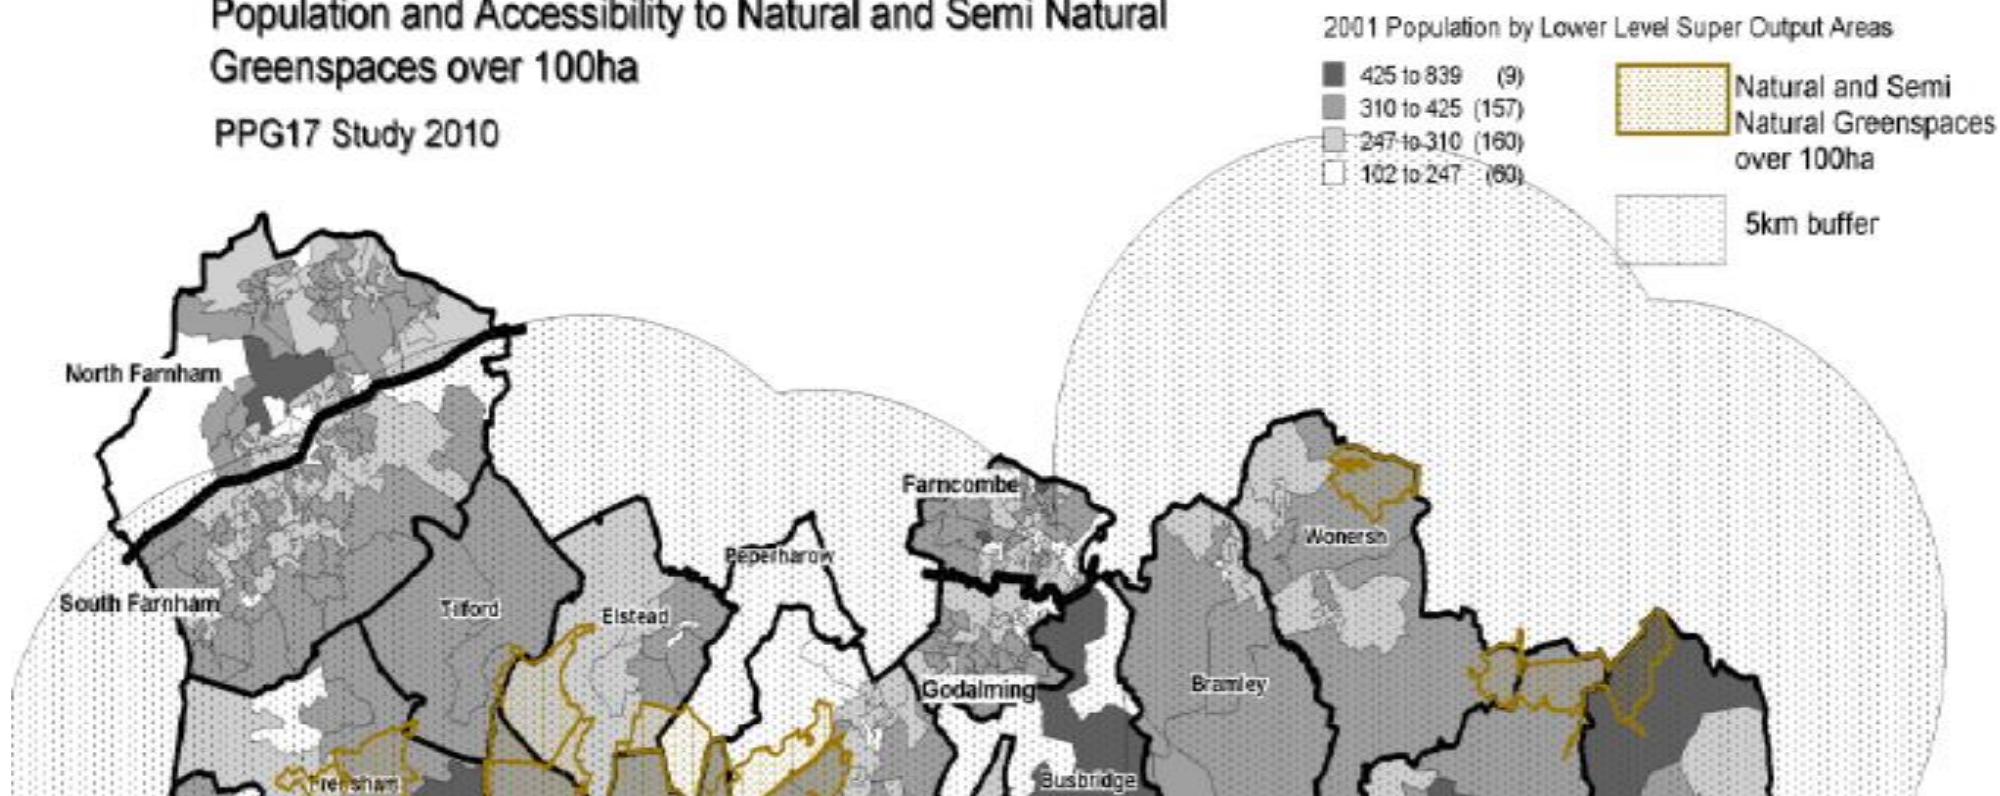 Population and Accessibility to Natural and Semi Natural
Greenspaces over 100ha
PPG17 Study 2010
2001 Population by Lower Level Super Output Areas
425 to 839 (9)
310 to 425 (157)
247 to 310 (160)
102 to 247 (60)
Natural and Semi
Natural Greenspaces
over 100ha
5km buffer
North Farnham
Farncombe
Wonersh
Peperharow
South Farnham
Tilford
Elstead
Godalming
Bramley
Frensham
Busbridge